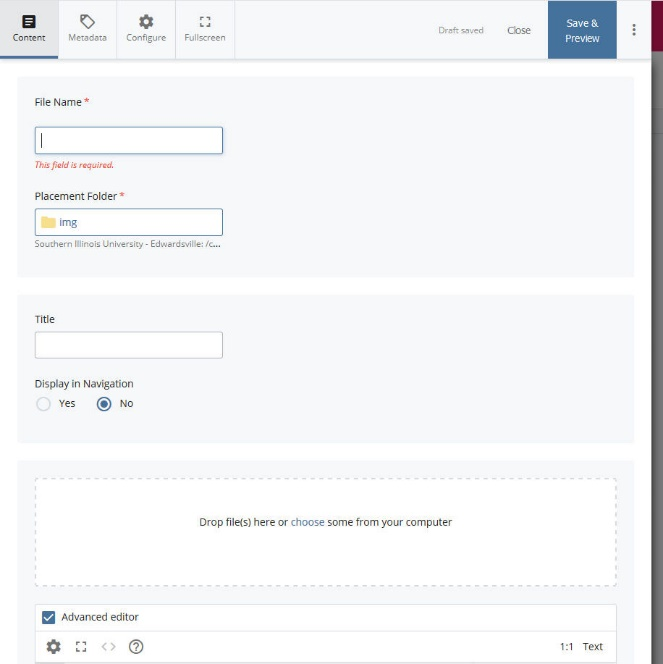 Content Metadata Configure Fullscreen Draft saved Close Save &
Preview
File Name *
This field is required.
Placement Folder *
img
Southern Illinois University - Edwardsville: /c...
Title
Display in Navigation
Yes No
Drop file(s) here or choose some from your computer
Advanced editor
1:1 Text